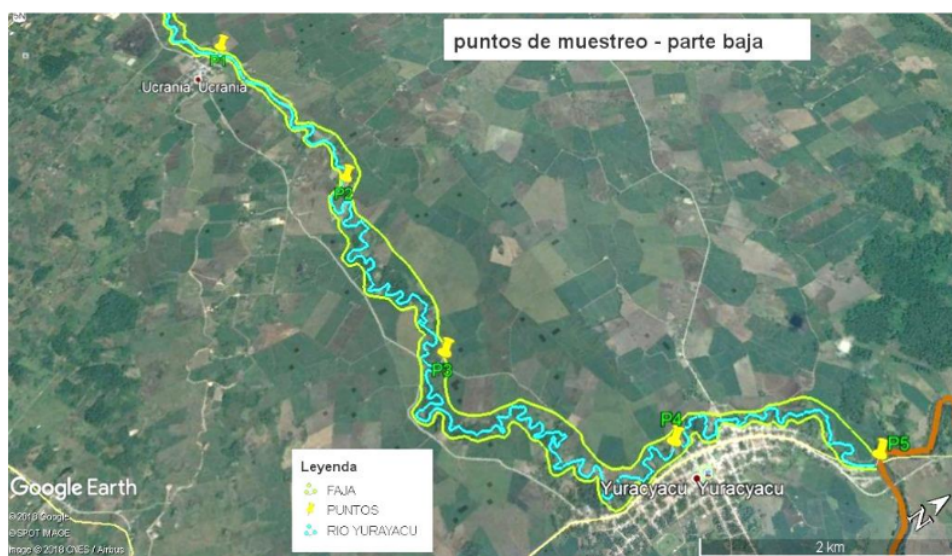 puntos de muestreo - parte baja
P1
Ucrania Ucrania
P2
P3
P4
P5
Yuracyacu Yuracyacu
Leyenda
FAJA
PUNTOS
RIO YURAYACU
Google Earth
©2018 Google
©SPOT IMAGE
Image © 2018 CNES / Airbus
N
2 km